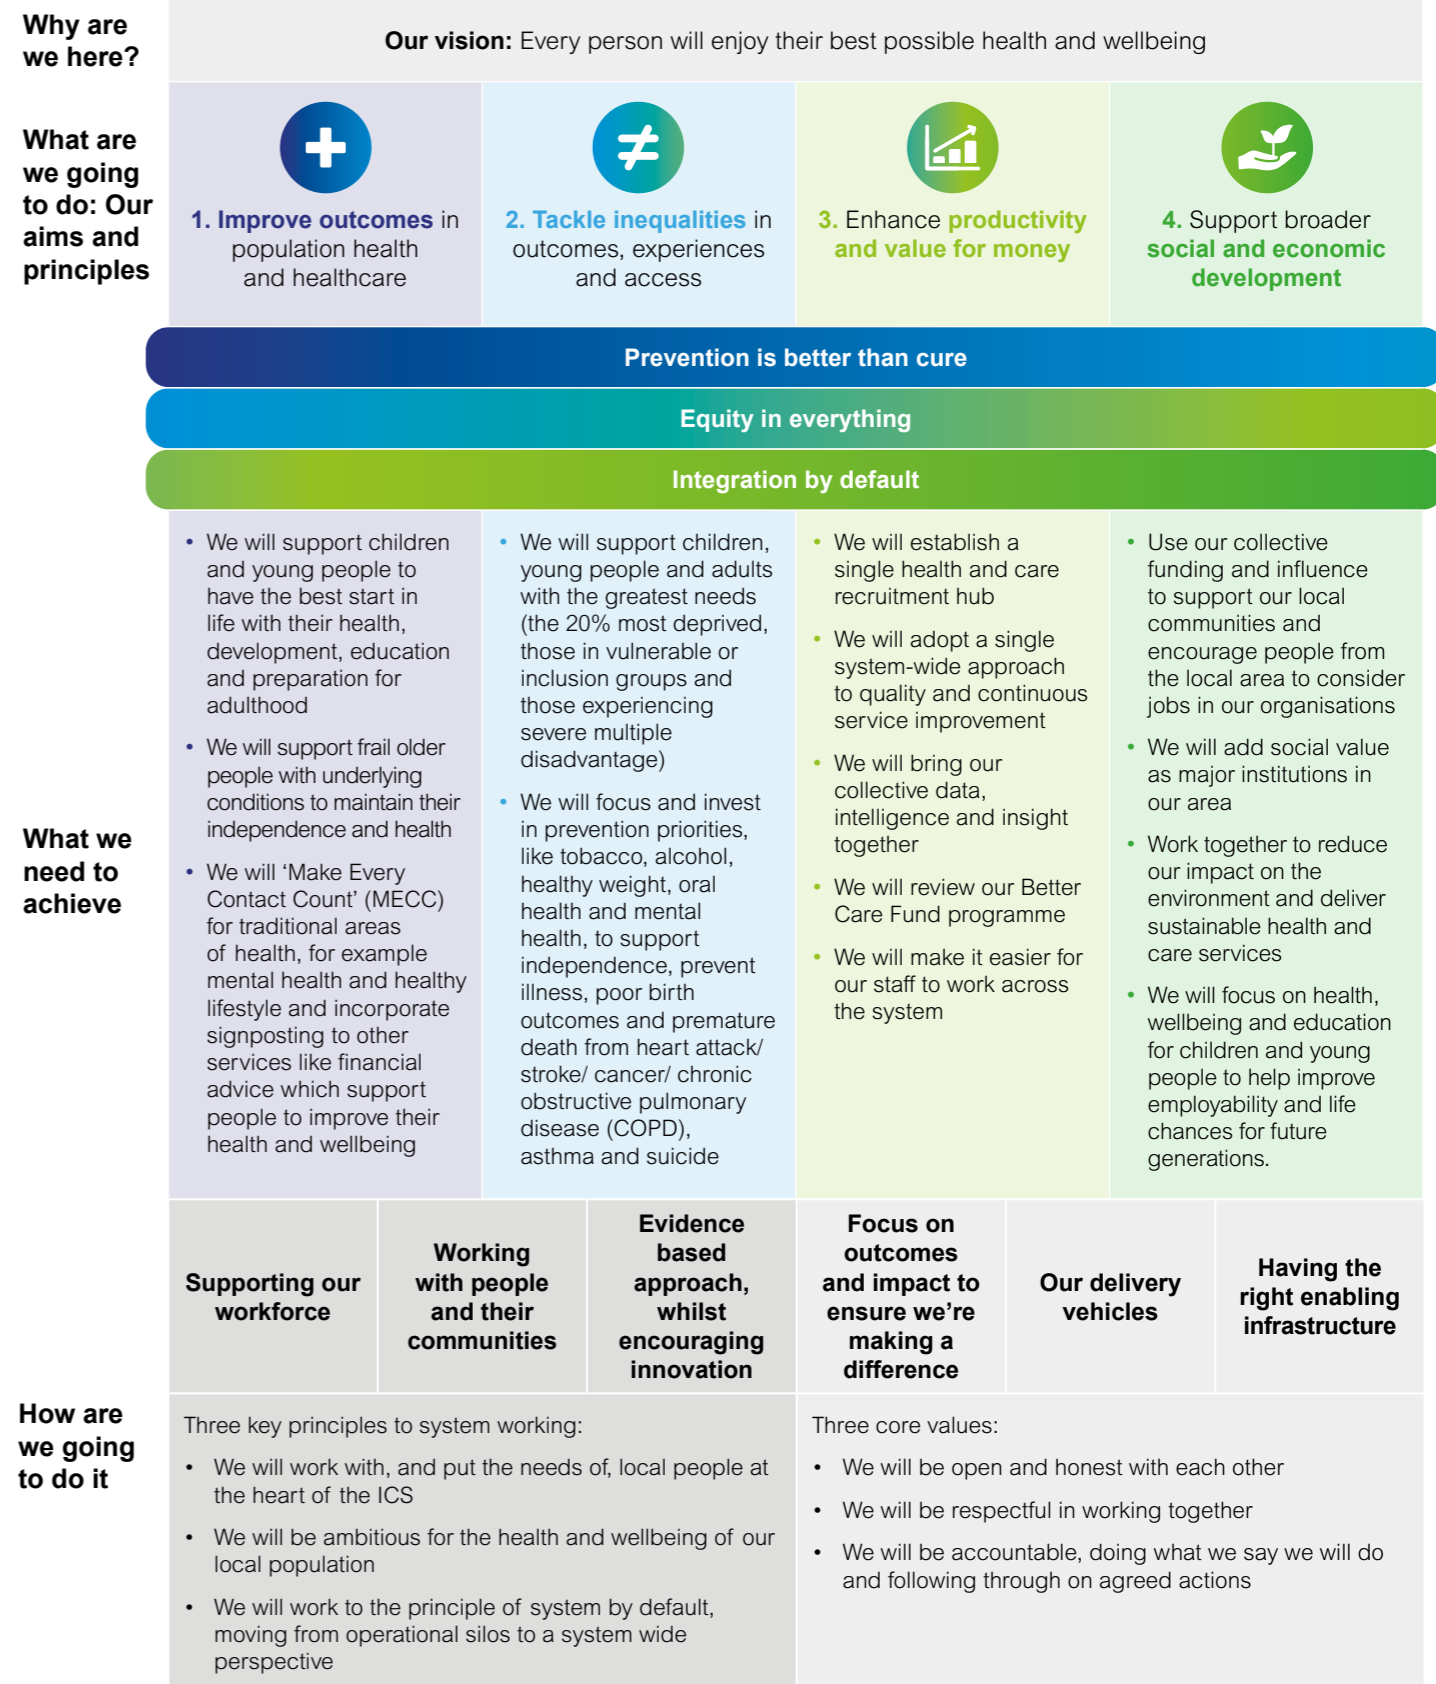 Why are
we here?
Our vision: Every person will enjoy their best possible health and wellbeing
What are
we going
to do: Our
aims and
principles
1. Improve outcomes in
population health
and healthcare
2. Tackle inequalities in
outcomes, experiences
and access
3. Enhance productivity
and value for money
4. Support broader
social and economic
development
Prevention is better than cure
Equity in everything
Integration by default
What we
need to
achieve
• We will support children
and young people to
have the best start in
life with their health,
development, education
and preparation for
adulthood
• We will support frail older
people with underlying
conditions to maintain their
independence and health
• We will ‘Make Every
Contact Count’ (MECC)
for traditional areas
of health, for example
mental health and healthy
lifestyle and incorporate
signposting to other
services like financial
advice which support
people to improve their
health and wellbeing
• We will support children,
young people and adults
with the greatest needs
(the 20% most deprived,
those in vulnerable or
inclusion groups and
those experiencing
severe multiple
disadvantage)
• We will focus and invest
in prevention priorities,
like tobacco, alcohol,
healthy weight, oral
health and mental
health, to support
independence, prevent
illness, poor birth
outcomes and premature
death from heart attack/
stroke/ cancer/ chronic
obstructive pulmonary
disease (COPD),
asthma and suicide
• We will establish a
single health and care
recruitment hub
• We will adopt a single
system-wide approach
to quality and continuous
service improvement
• We will bring our
collective data,
intelligence and insight
together
• We will review our Better
Care Fund programme
• We will make it easier for
our staff to work across
the system
• Use our collective
funding and influence
to support our local
communities and
encourage people from
the local area to consider
jobs in our organisations
• We will add social value
as major institutions in
our area
• Work together to reduce
our impact on the
environment and deliver
sustainable health and
care services
• We will focus on health,
wellbeing and education
for children and young
people to help improve
employability and life
chances for future
generations.
How are
we going
to do it
Supporting our
workforce
Working
with people
and their
communities
Evidence
based
approach,
whilst
encouraging
innovation
Focus on
outcomes
and impact to
ensure we’re
making a
difference
Our delivery
vehicles
Having the
right enabling
infrastructure
Three key principles to system working:
• We will work with, and put the needs of, local people at
the heart of the ICS
• We will be ambitious for the health and wellbeing of our
local population
• We will work to the principle of system by default,
moving from operational silos to a system wide
perspective
Three core values:
• We will be open and honest with each other
• We will be respectful in working together
• We will be accountable, doing what we say we will do
and following through on agreed actions